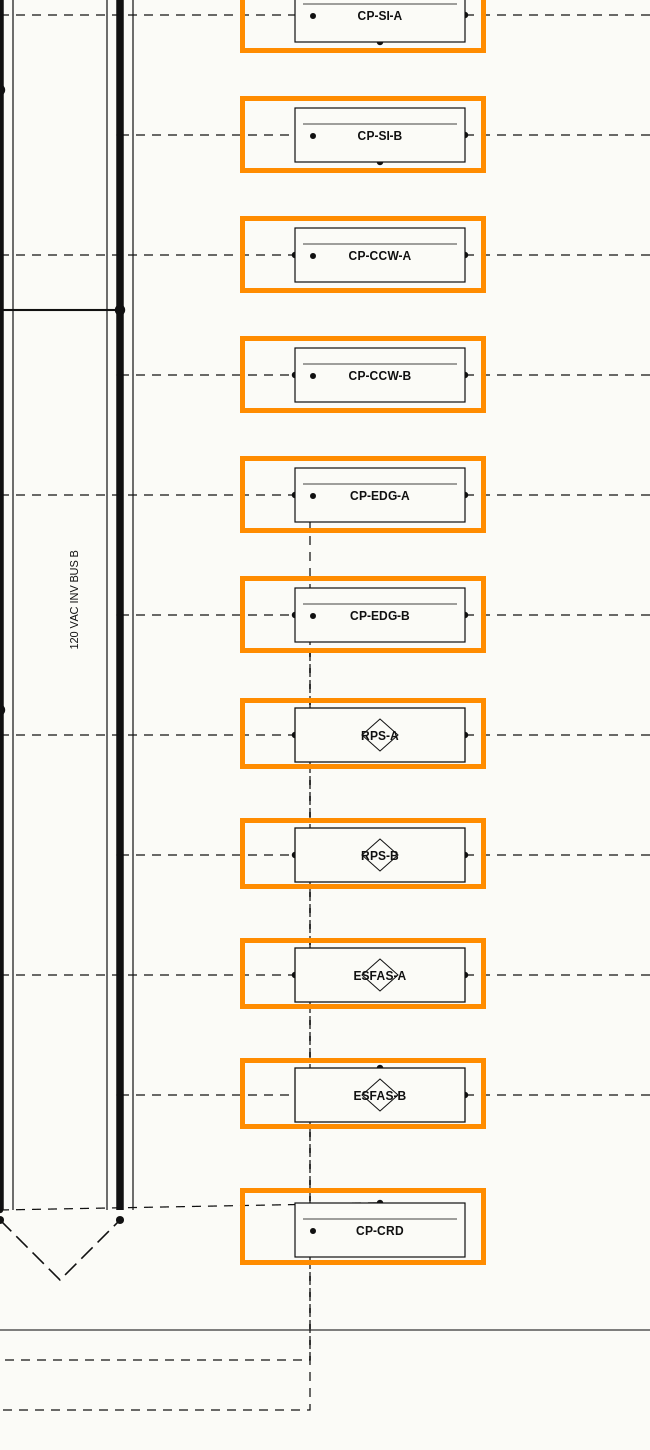 CP-SI-A
CP-SI-B
CP-CCW-A
CP-CCW-B
CP-EDG-A
120 VAC INV BUS B
CP-EDG-B
RPS-A
RPS-B
ESFAS-A
ESFAS-B
CP-CRD